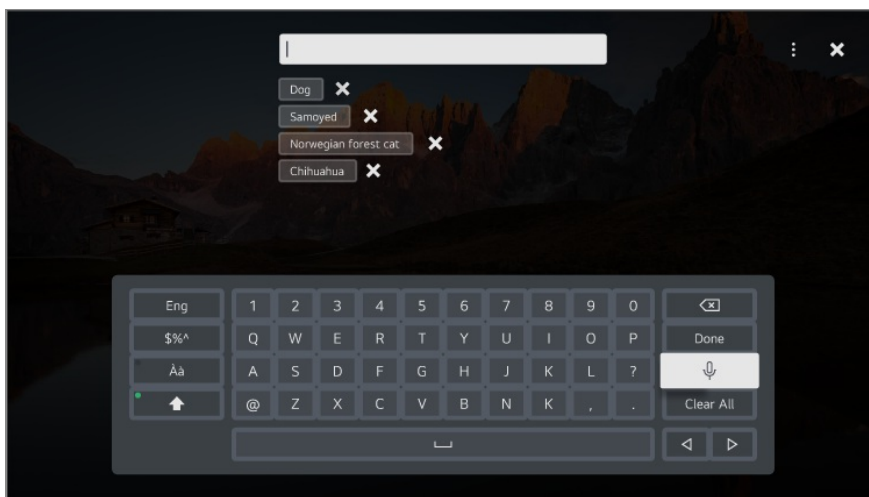 Dog
Samoyed
Norwegian forest cat
Chihuahua
Eng 1 2 3 4 5 6 7 8 9 0
$%^ Q W E R T Y U I O P Done
Àà A S D F G H J K L ?
@ Z X C V B N K , . Clear All